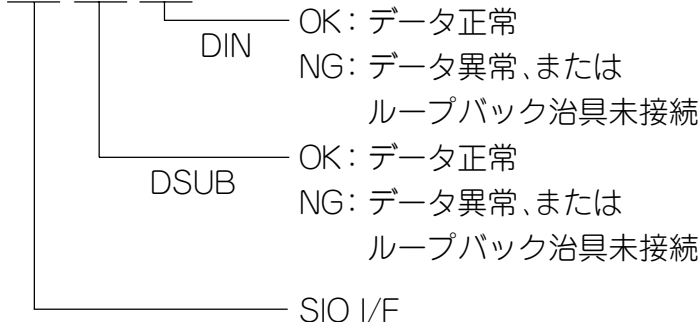 OK：データ正常
DIN
NG：データ異常、または
ループバック治具未接続
OK：データ正常
DSUB
NG：データ異常、または
ループバック治具未接続
SIO I/F